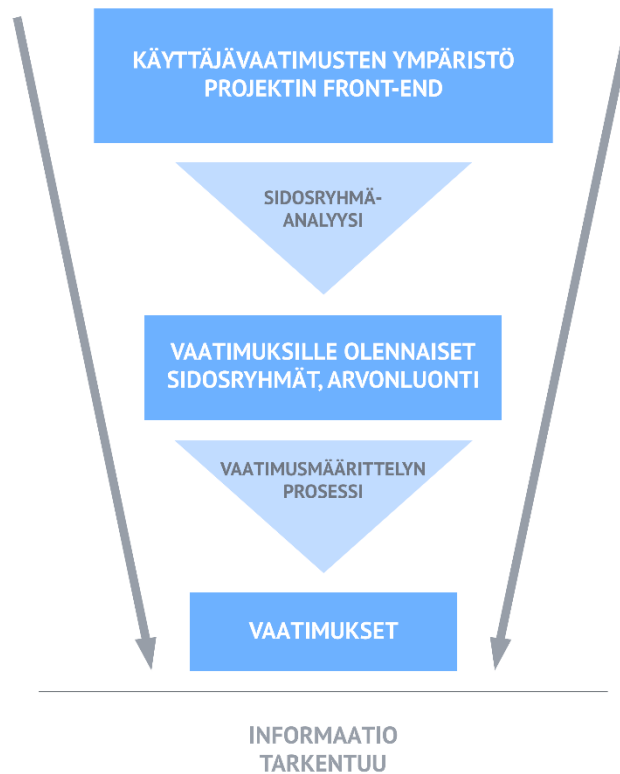 KÄYTTÄJÄVAATIMUSTEN YMPÄRISTÖ
PROJEKTIN FRONT-END
SIDOSRYHMÄ-
ANALYYSI
VAATIMUKSILLE OLENNAISET
SIDOSRYHMÄT, ARVONLUONTI
VAATIMUSMÄÄRITTELYN
PROSESSI
VAATIMUKSET
INFORMAATIO
TARKENTUU